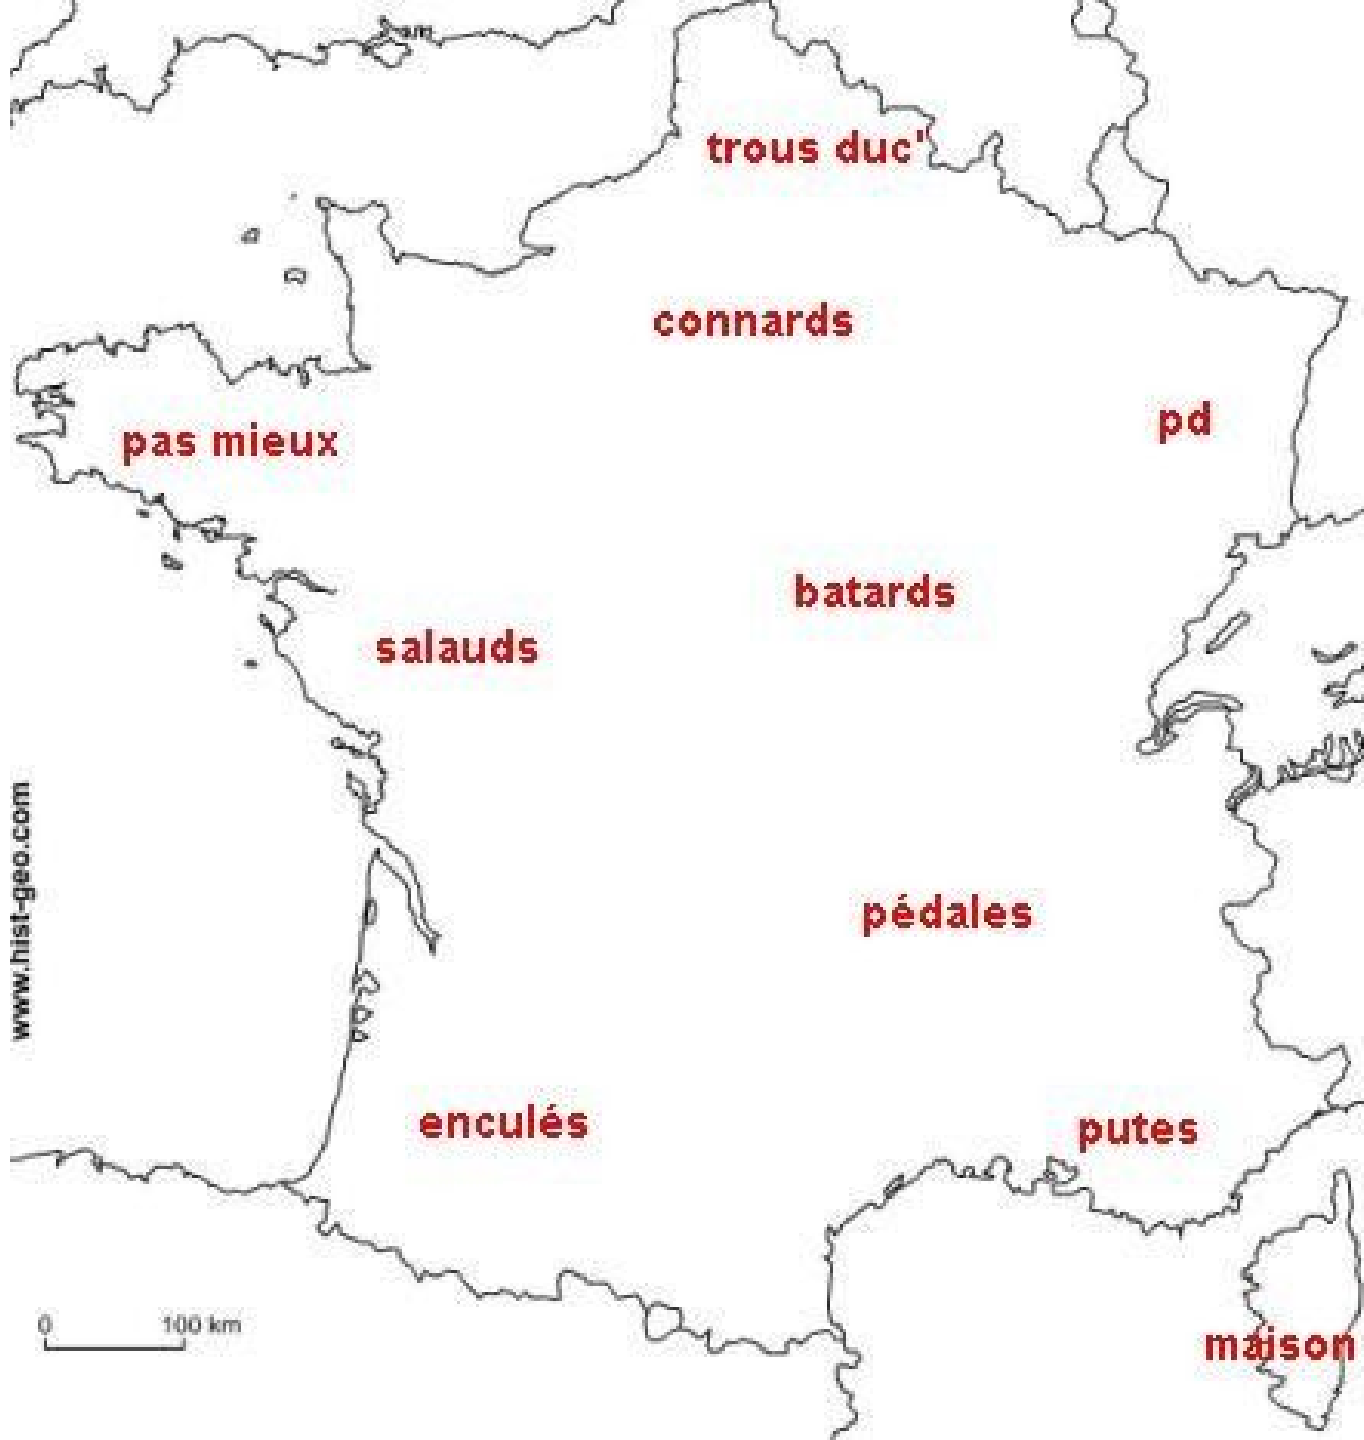 trous duc'
connards
pd
pas mieux
batards
salauds
www.hist-geo.com
pédales
enculés
putes
0 100 km
maison